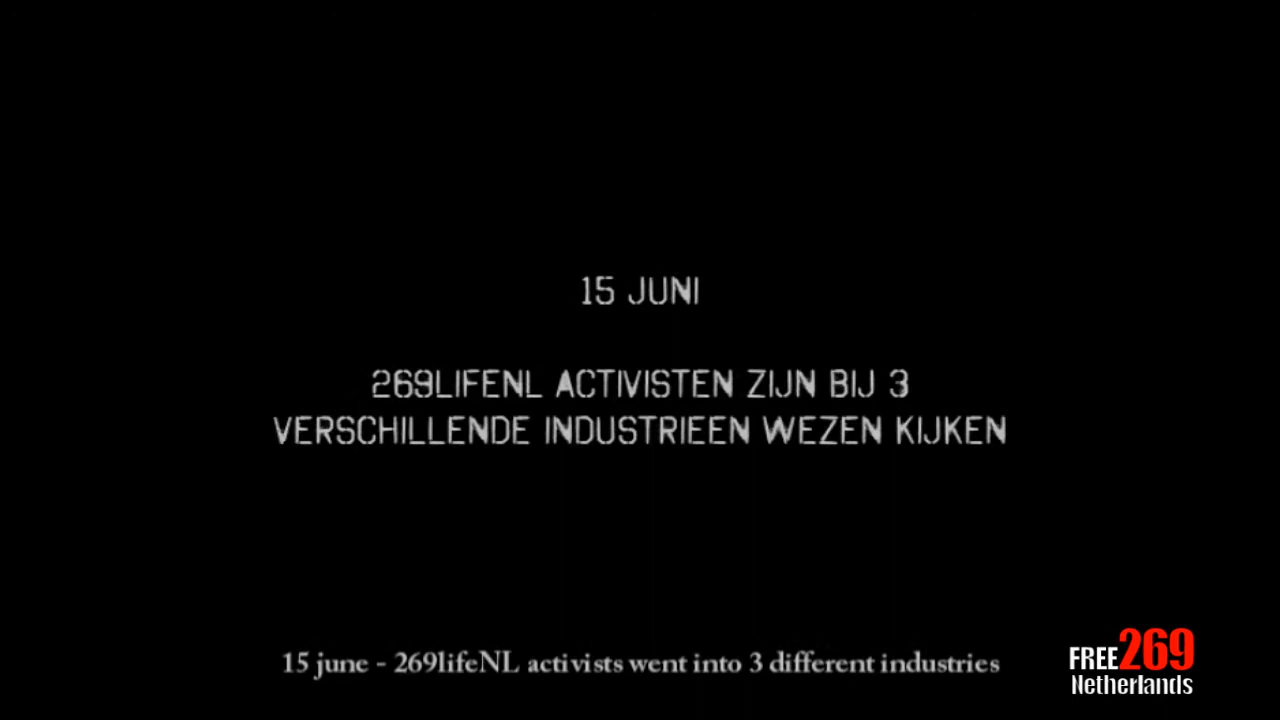 15 JUNI
269LIFENL ACTIVISTEN ZIJN BIJ 3
VERSCHILLENDE INDUSTRIEEN WEZEN KIJKEN
15 june - 269lifeNL activists went into 3 different industries
FREE269
Netherlands